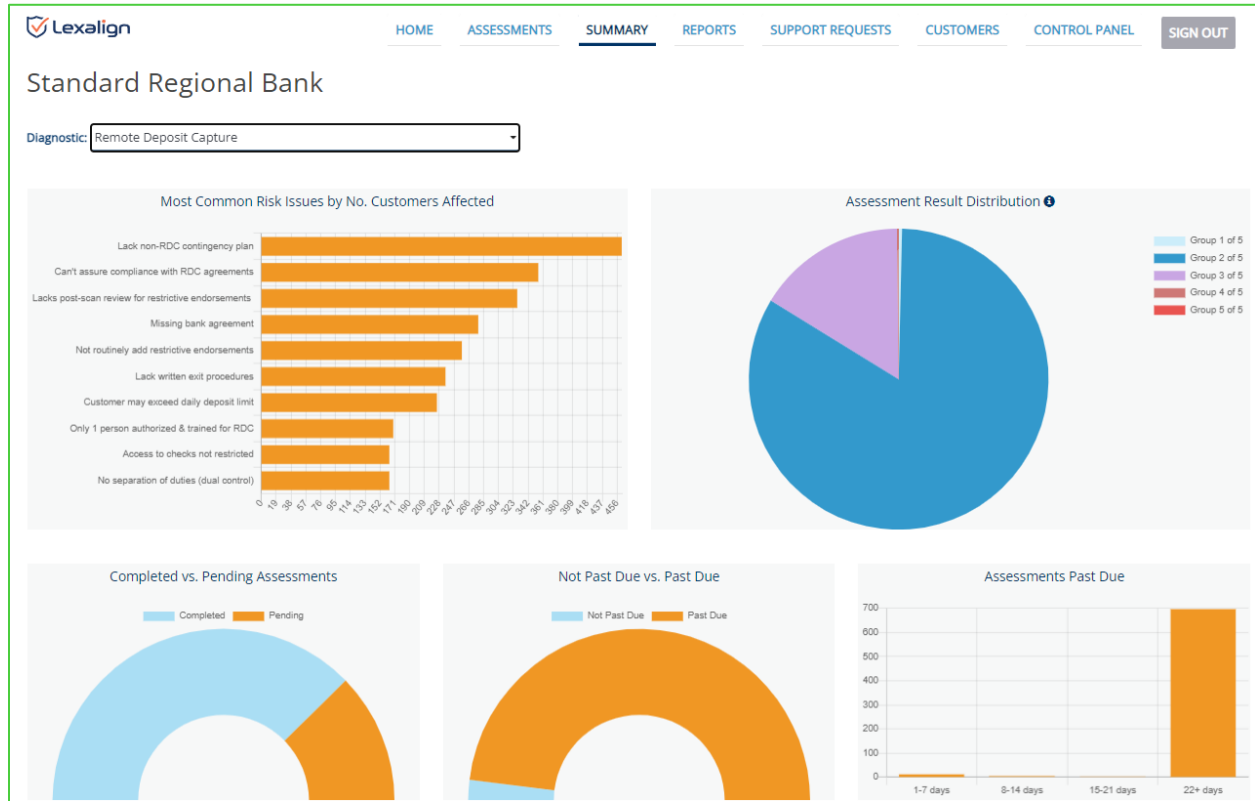 Lexalign
HOME ASSESSMENTS SUMMARY REPORTS SUPPORT REQUESTS CUSTOMERS CONTROL PANEL SIGN OUT
Standard Regional Bank
Diagnostic: Remote Deposit Capture
Most Common Risk Issues by No. Customers Affected
Lack non-RDC contingency plan
Can't assure compliance with RDC agreements
Lacks post-scan review for restrictive endorsements
Missing bank agreement
Not routinely add restrictive endorsements
Lack written exit procedures
Customer may exceed daily deposit limit
Only 1 person authorized & trained for RDC
Access to checks not restricted
No separation of duties (dual control)
0 19 38 57 76 95 114 133 152 171 190 209 228 247 266 285 304 323 342 361 380 399 418 437 456
Assessment Result Distribution
Group 1 of 5
Group 2 of 5
Group 3 of 5
Group 4 of 5
Group 5 of 5
Completed vs. Pending Assessments
Completed Pending
Not Past Due vs. Past Due
Not Past Due Past Due
Assessments Past Due
700
600
500
400
300
200
100
0
1-7 days 8-14 days 15-21 days 22+ days